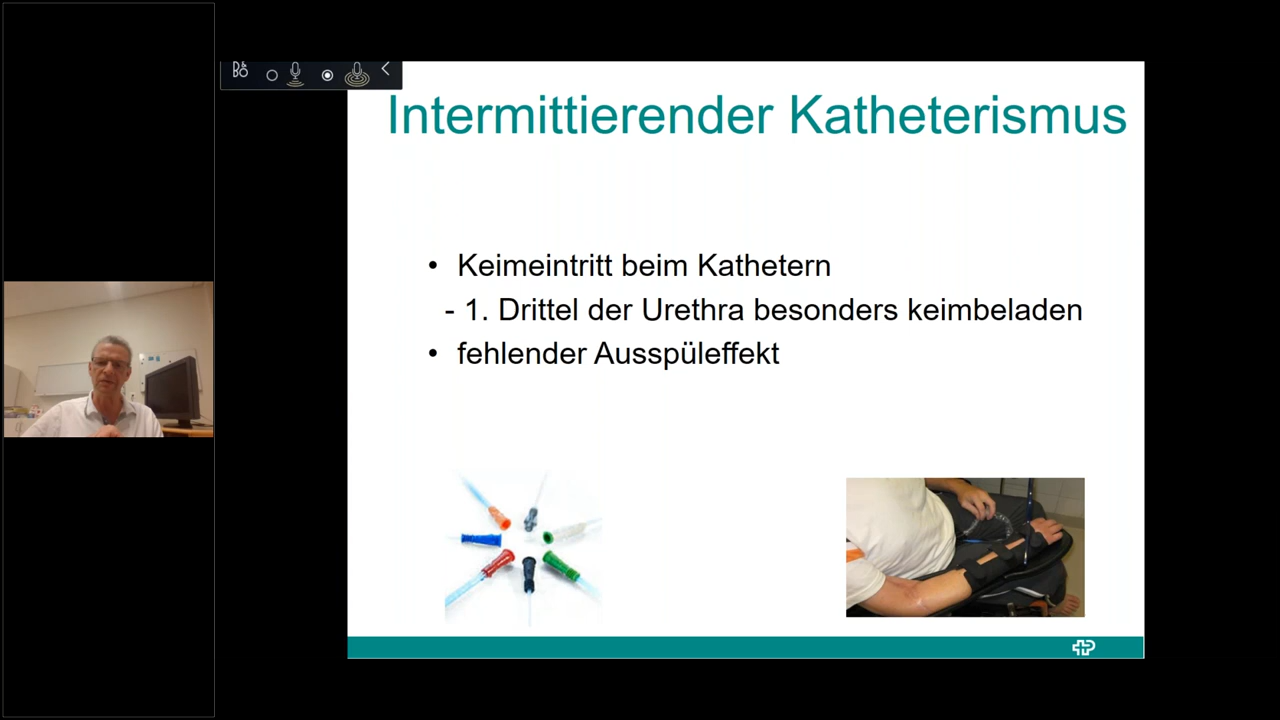 Intermittierender Katheterismus
• Keimeintritt beim Kathetern
- 1. Drittel der Urethra besonders keimbeladen
• fehlender Ausspüleffekt